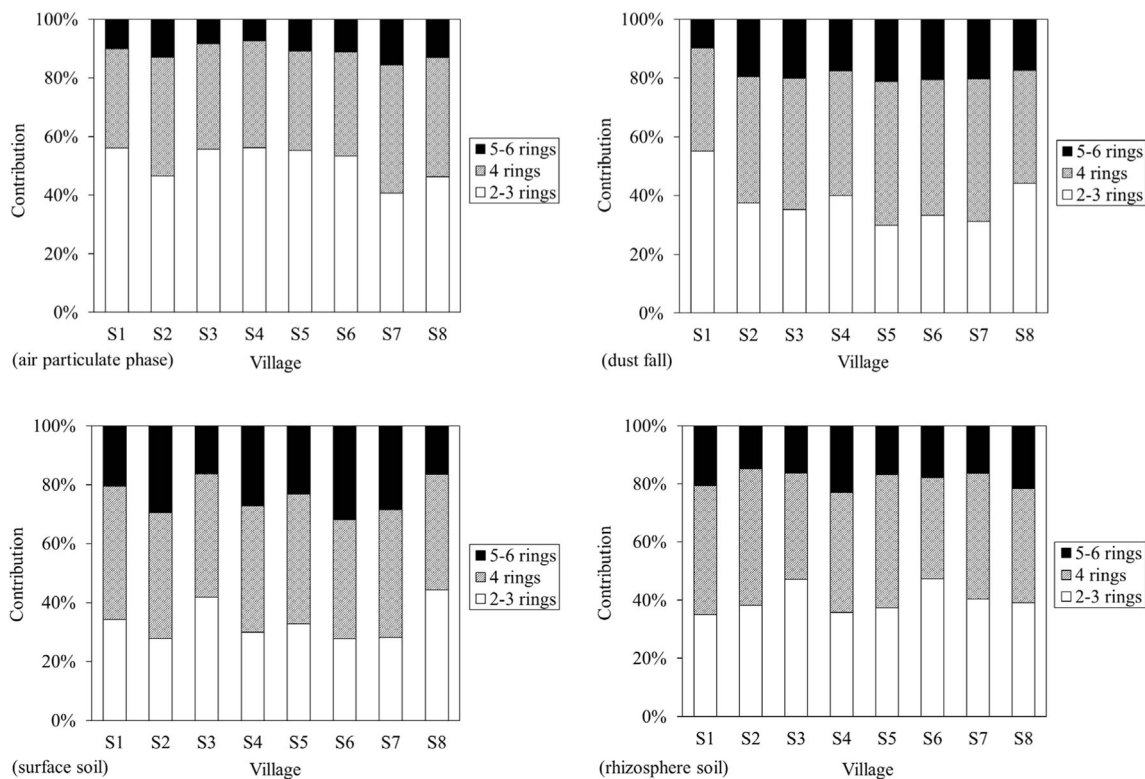 100%
80%
60%
40%
20%
0%
Contribution
S1 S2 S3 S4 S5 S6 S7 S8
(air particulate phase) Village
5-6 rings
4 rings
2-3 rings
100%
80%
60%
40%
20%
0%
Contribution
S1 S2 S3 S4 S5 S6 S7 S8
(dust fall) Village
5-6 rings
4 rings
2-3 rings
100%
80%
60%
40%
20%
0%
Contribution
S1 S2 S3 S4 S5 S6 S7 S8
(surface soil) Village
5-6 rings
4 rings
2-3 rings
100%
80%
60%
40%
20%
0%
Contribution
S1 S2 S3 S4 S5 S6 S7 S8
(rhizosphere soil) Village
5-6 rings
4 rings
2-3 rings